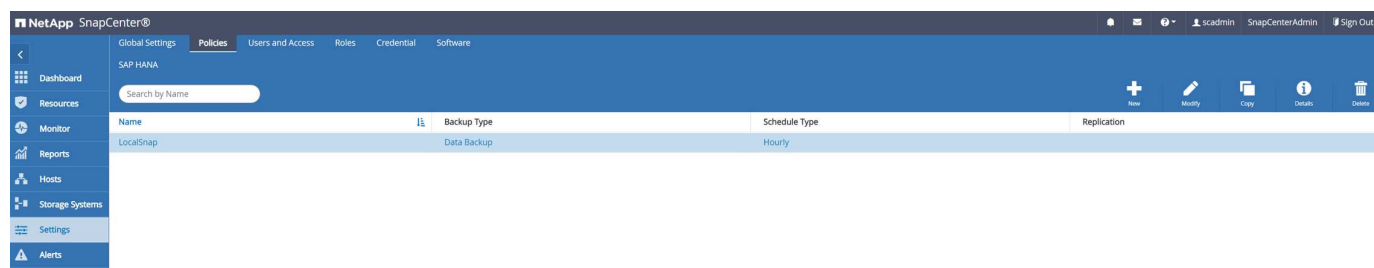 NetApp SnapCenter®
scadmin SnapCenterAdmin Sign Out
Global Settings Policies Users and Access Roles Credential Software
SAP HANA
Dashboard
Search by Name
Resources
New Modify Copy Details Delete
Monitor
Name Backup Type Schedule Type Replication
LocalSnap Data Backup Hourly
Reports
Hosts
Storage Systems
Settings
Alerts